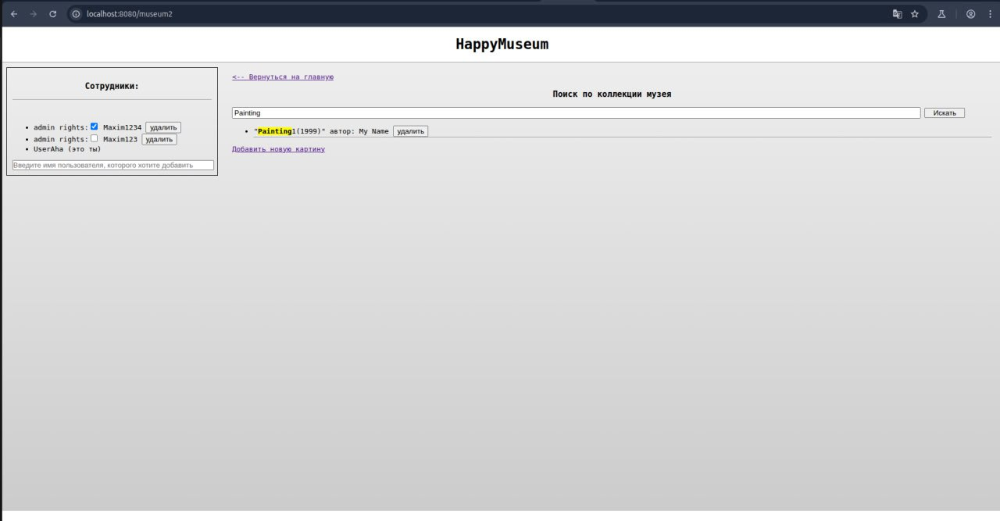 localhost:8080/museum2
HappyMuseum
Сотрудники:
admin rights: Maxim1234 удалить
admin rights: Maxim123 удалить
UserAha (это ты)
Введите имя пользователя, которого хотите добавить
<-- Вернуться на главную
Поиск по коллекции музея
Painting Искать
"Painting1(1999)" автор: My Name удалить
Добавить новую картину